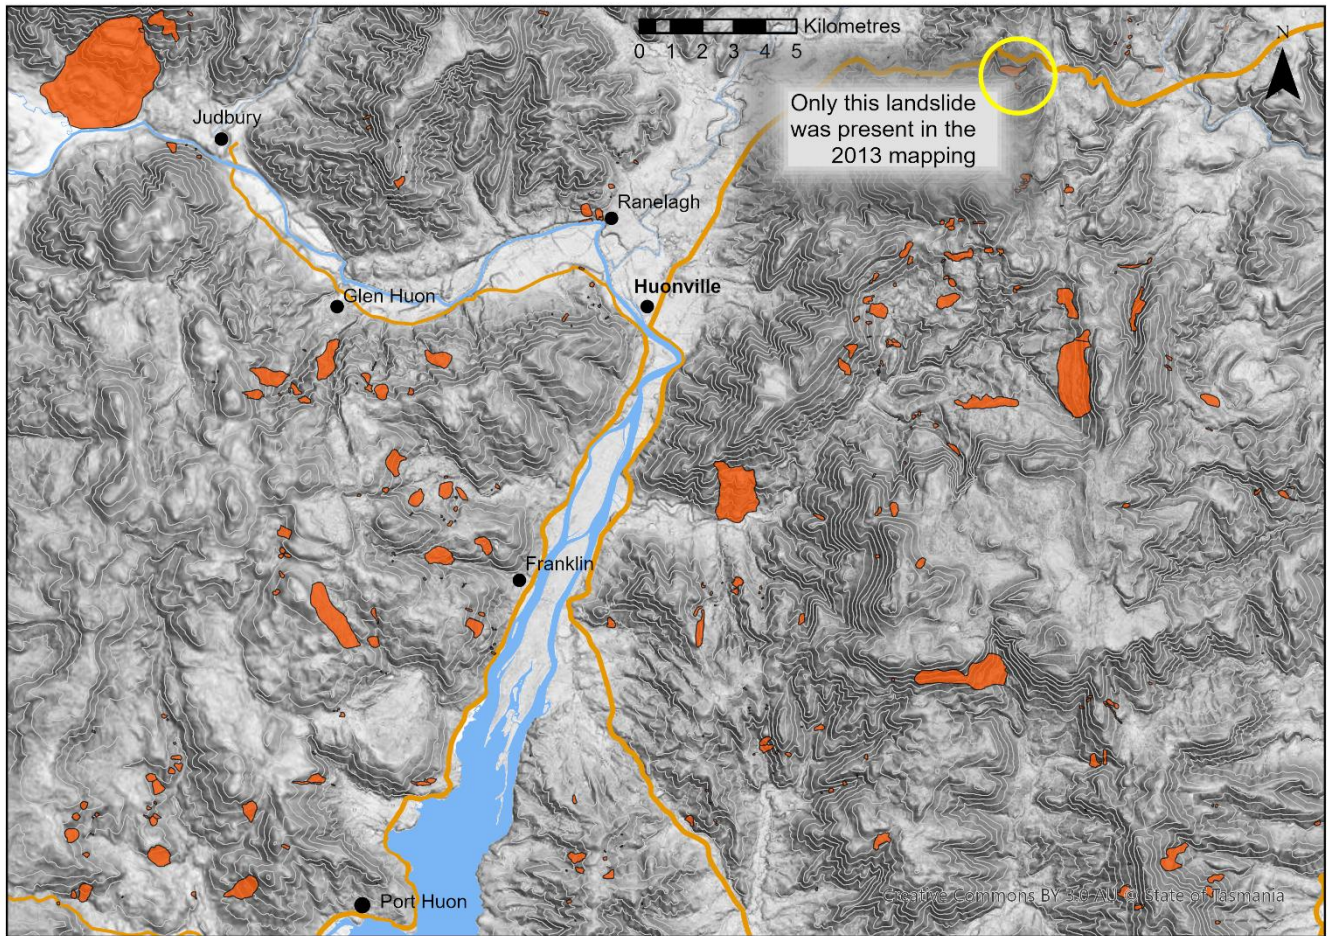 Kilometres
0 1 2 3 4 5
N
Only this landslide
was present in the
2013 mapping
Judbury
Ranelagh
Glen Huon
Huonville
Franklin
Port Huon
Creative Commons BY 3.0 AU @ State of Tasmania